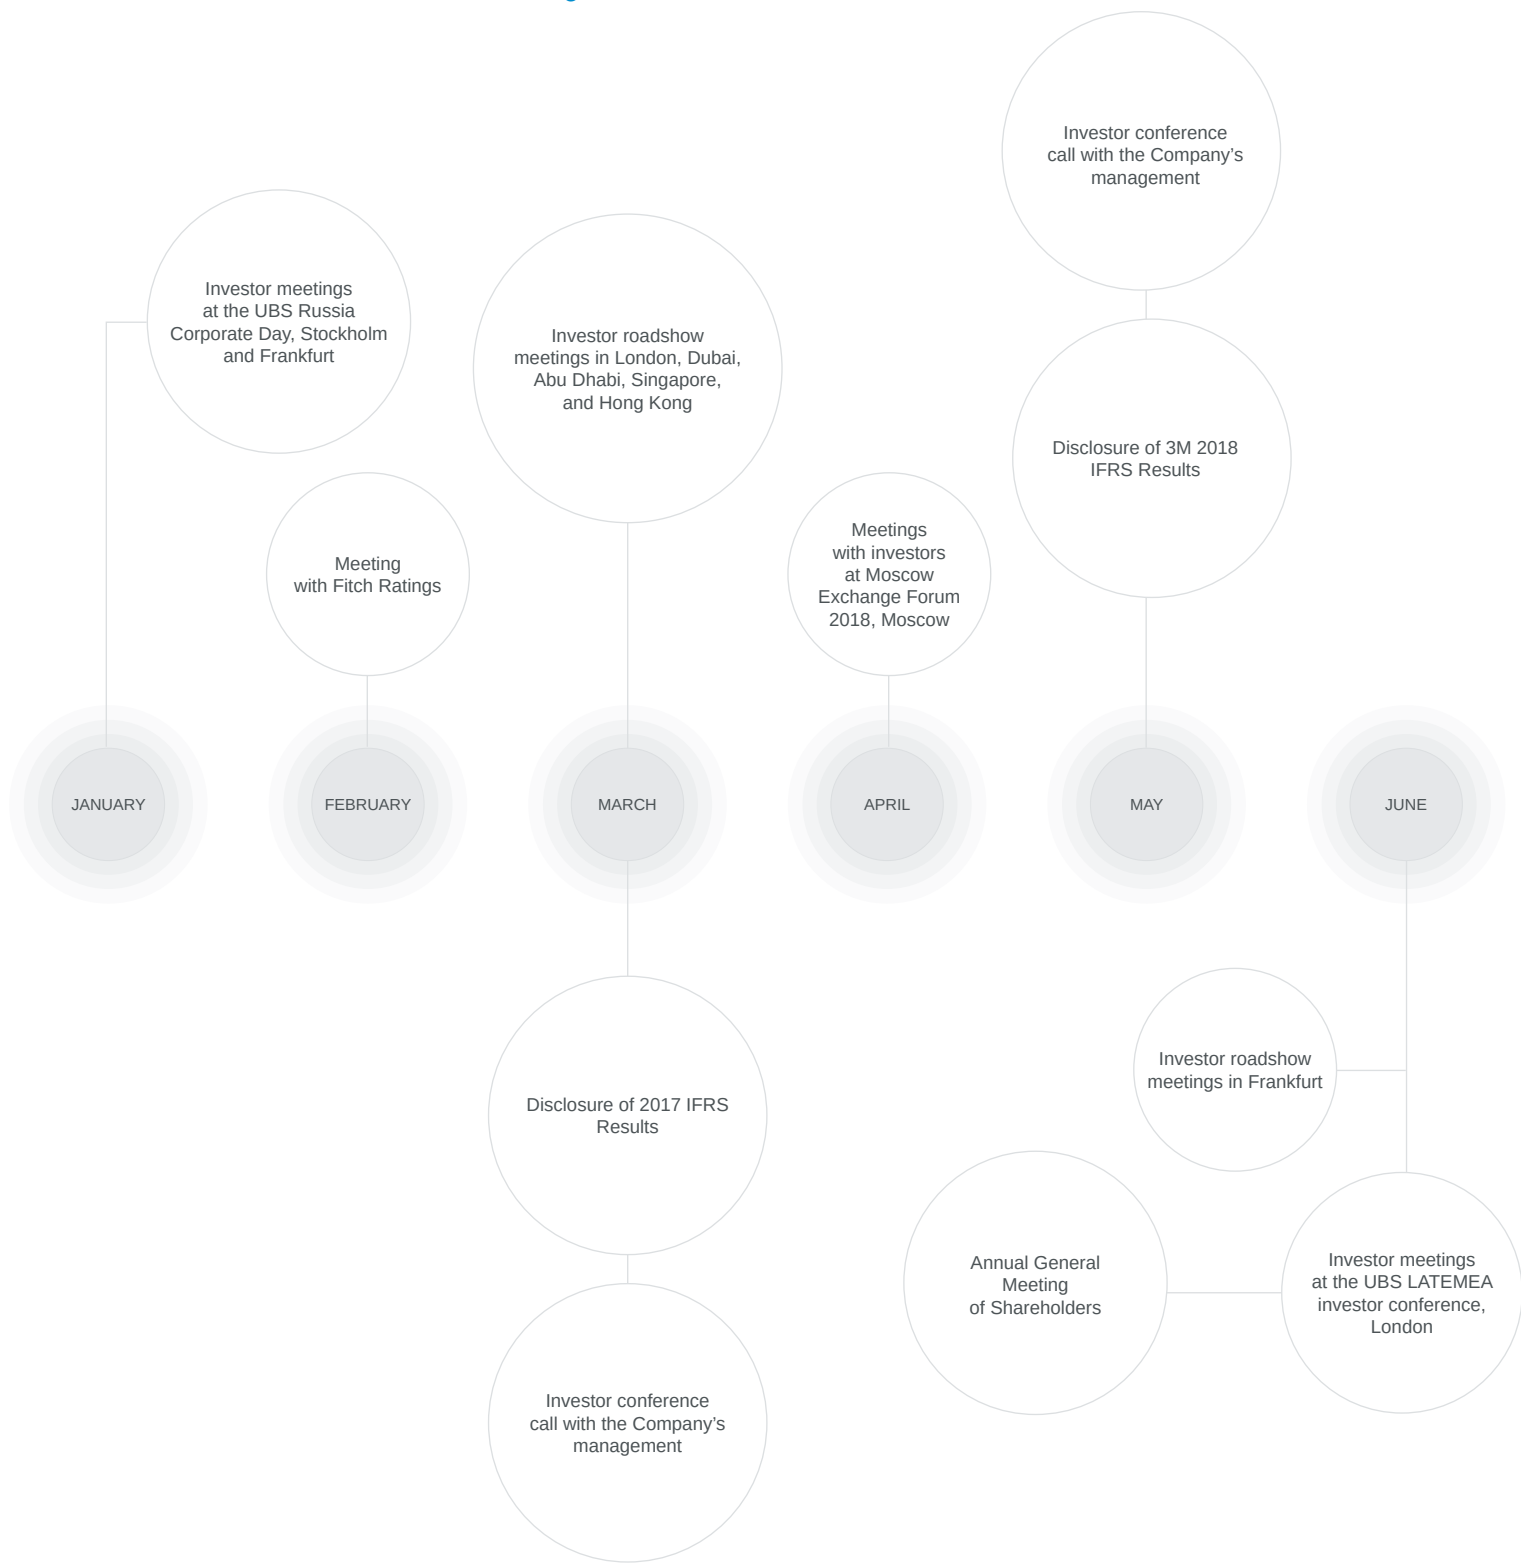 Investor conference
call with the Company’s
management
Investor meetings
at the UBS Russia
Corporate Day, Stockholm
and Frankfurt
Investor roadshow
meetings in London, Dubai,
Abu Dhabi, Singapore,
and Hong Kong
Disclosure of 3M 2018
IFRS Results
Meeting
with Fitch Ratings
Meetings
with investors
at Moscow
Exchange Forum
2018, Moscow
JANUARY
FEBRUARY
MARCH
APRIL
MAY
JUNE
Disclosure of 2017 IFRS
Results
Investor roadshow
meetings in Frankfurt
Annual General
Meeting
of Shareholders
Investor meetings
at the UBS LATEMEA
investor conference,
London
Investor conference
call with the Company’s
management